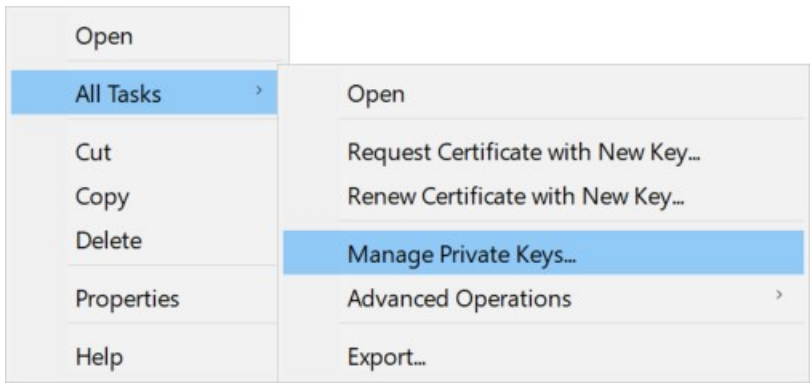 Open
All Tasks
Cut
Copy
Delete
Properties
Help
Open
Request Certificate with New Key...
Renew Certificate with New Key...
Manage Private Keys...
Advanced Operations
Export...